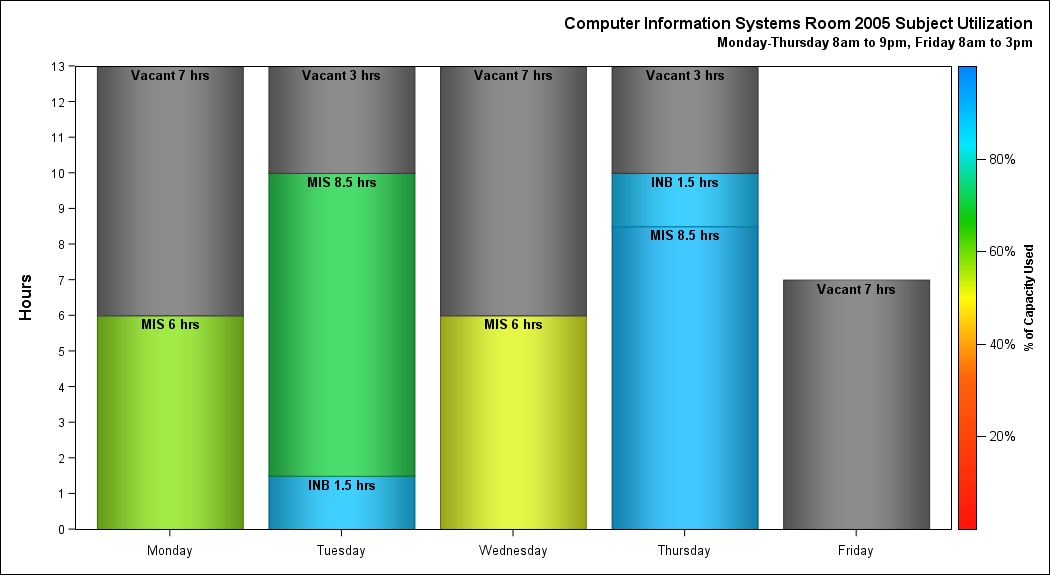 Computer Information Systems Room 2005 Subject Utilization
Monday-Thursday 8am to 9pm, Friday 8am to 3pm
Hours
13
12
11
10
9
8
7
6
5
4
3
2
1
0
Vacant 7 hrs
MIS 6 hrs
Vacant 3 hrs
MIS 8.5 hrs
INB 1.5 hrs
Vacant 7 hrs
MIS 6 hrs
Vacant 3 hrs
INB 1.5 hrs
MIS 8.5 hrs
Vacant 7 hrs
Monday
Tuesday
Wednesday
Thursday
Friday
80%
60%
40%
20%
% of Capacity Used